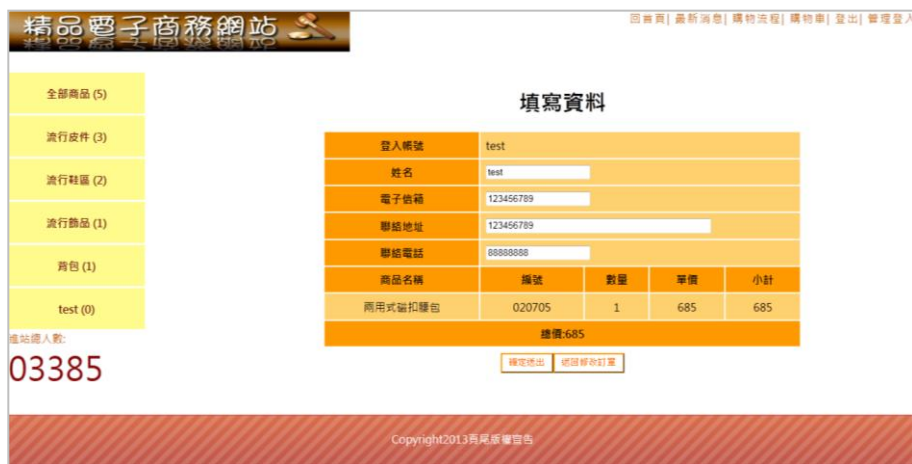 精品電子商務網站
回首頁| 最新消息| 購物流程| 購物車| 登出| 管理登入
全部商品 (5)
流行皮件 (3)
流行鞋區 (2)
流行飾品 (1)
背包 (1)
test (0)
進站總人數:
03385
填寫資料
登入帳號 test
姓名 test
電子信箱 123456789
聯絡地址 123456789
聯絡電話 88888888
商品名稱 編號 數量 單價 小計
兩用式磁扣腰包 020705 1 685 685
總價:685
確定送出 返回修改訂單
Copyright2013頁尾版權宣告